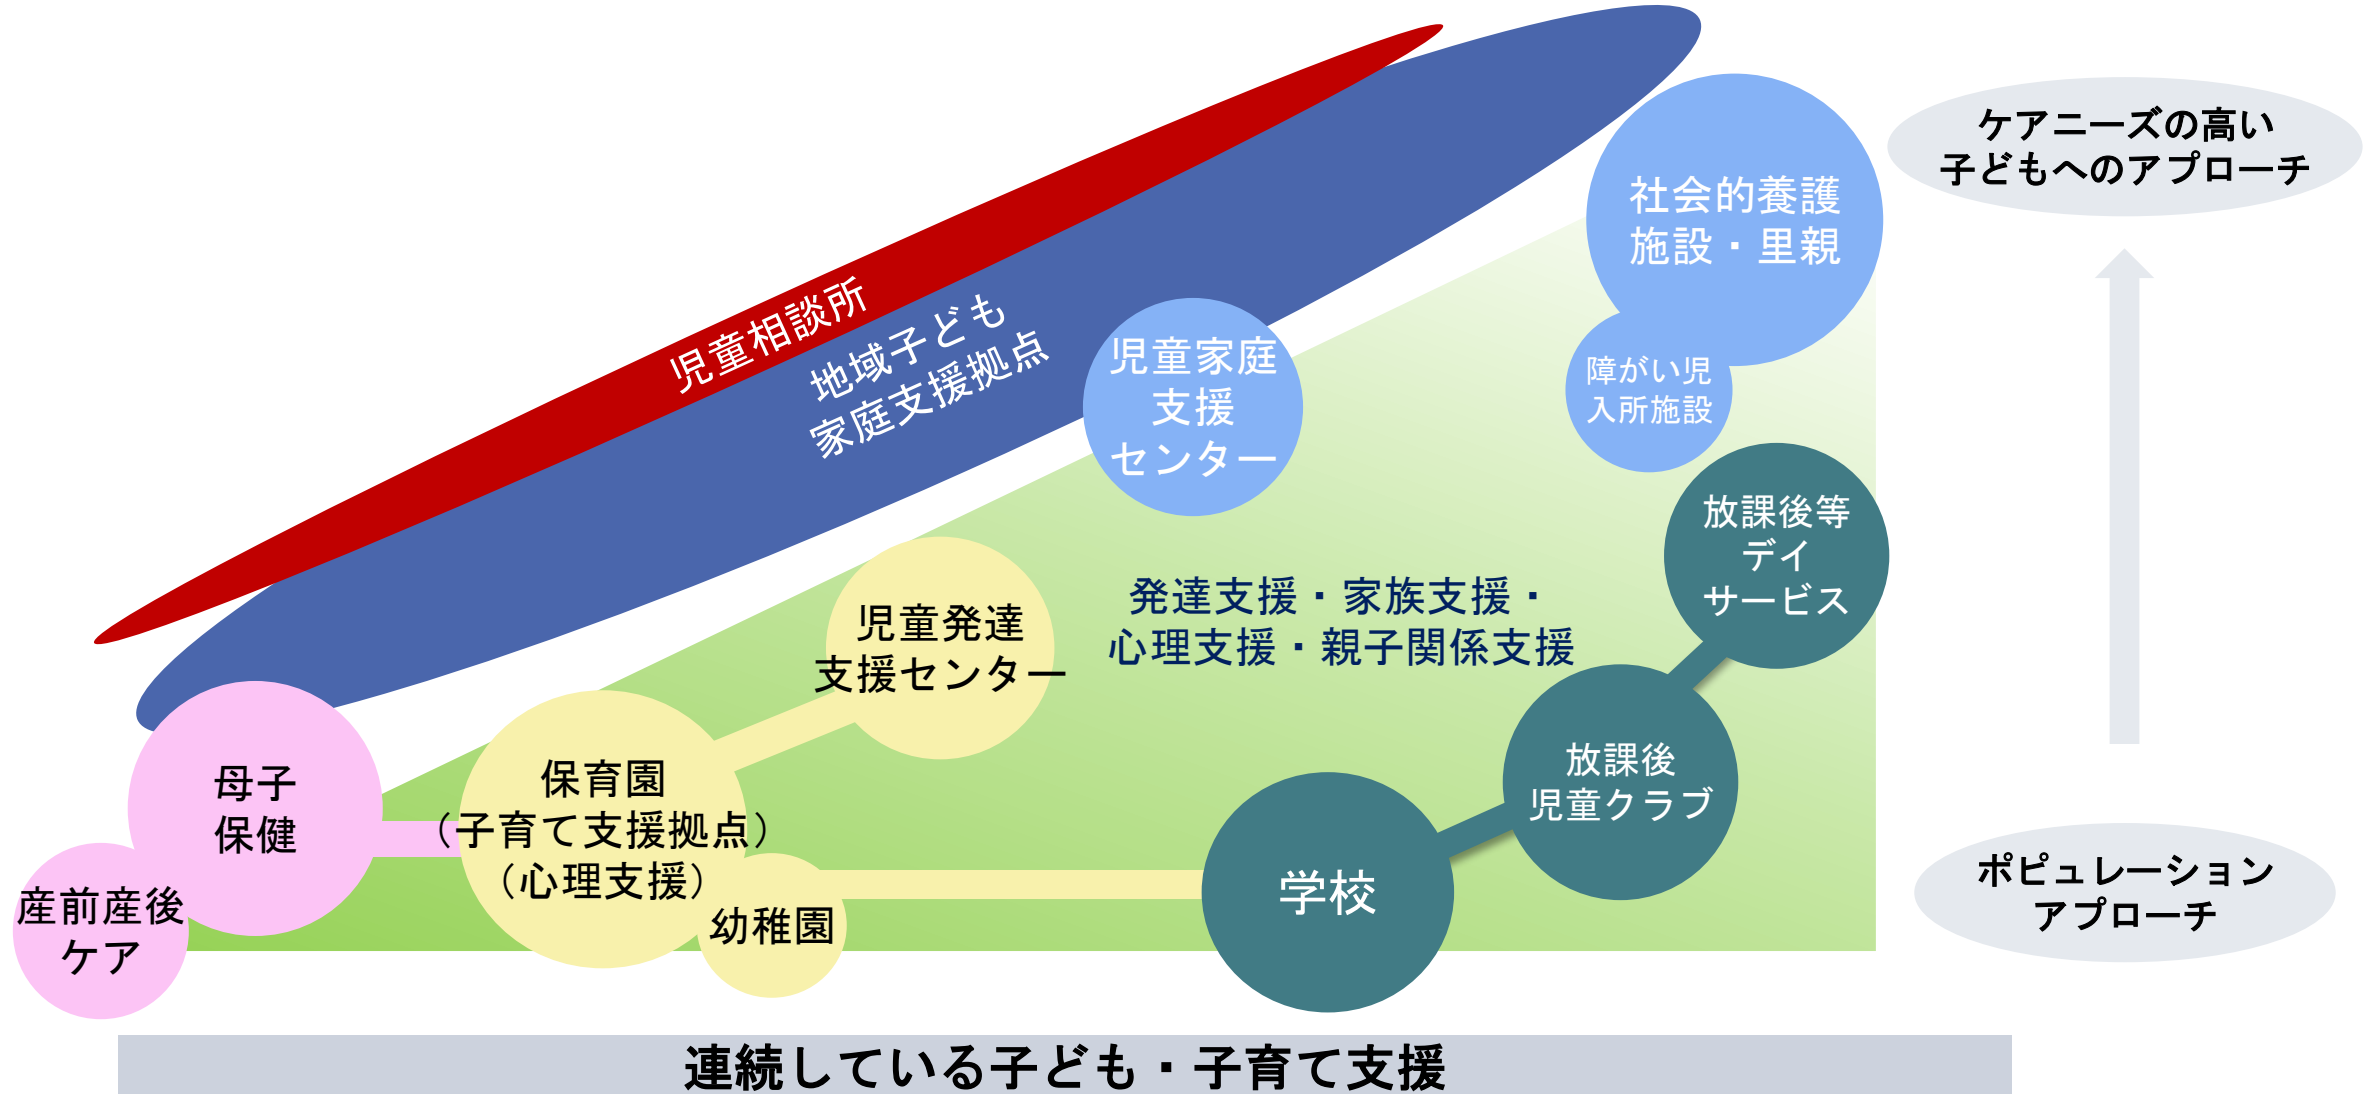 ケアニーズの高い
子どもへのアプローチ
社会的養護
施設・里親
児童相談所
地域子ども
家庭支援拠点
児童家庭
支援
センター
障がい児
入所施設
放課後等
デイ
サービス
発達支援・家族支援・
心理支援・親子関係支援
児童発達
支援センター
母子
保健
保育園
（子育て支援拠点）
（心理支援）
放課後
児童クラブ
産前産後
ケア
幼稚園
学校
ポピュレーション
アプローチ
連続している子ども・子育て支援